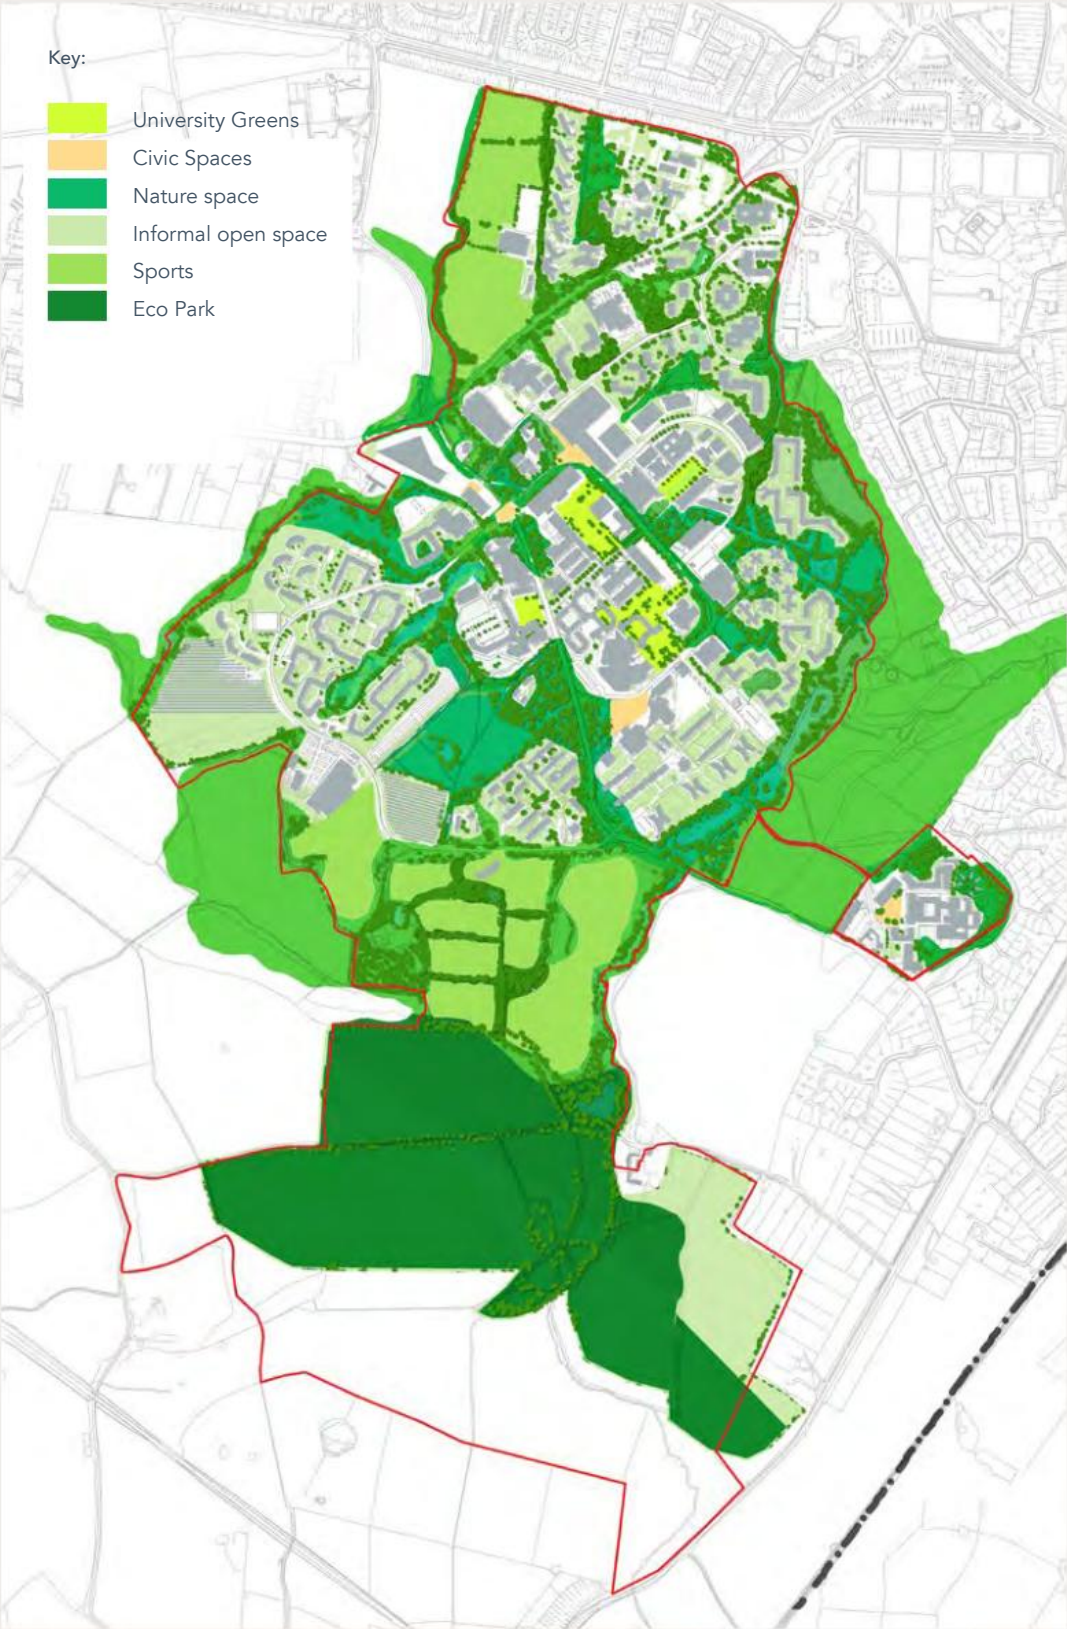 Key:
University Greens
Civic Spaces
Nature space
Informal open space
Sports
Eco Park